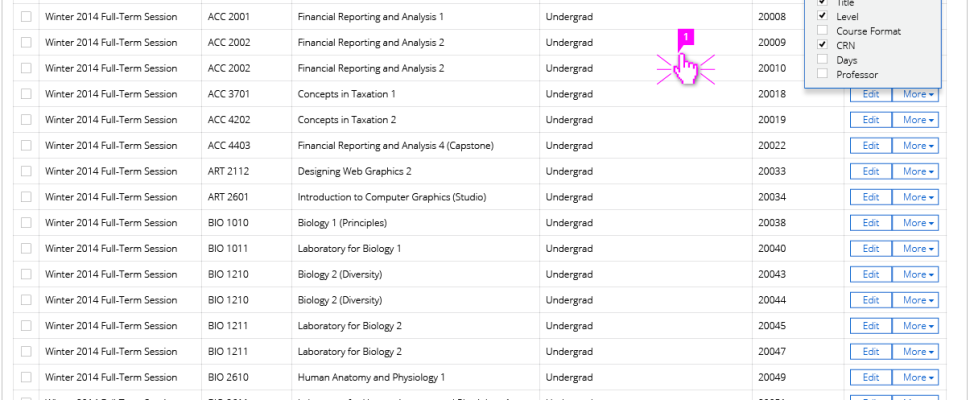 Title
Winter 2014 Full-Term Session ACC 2001 Financial Reporting and Analysis 1 Undergrad 20008 Level
Course Format
1
Winter 2014 Full-Term Session ACC 2002 Financial Reporting and Analysis 2 Undergrad 20009 CRN
Days
Winter 2014 Full-Term Session ACC 2002 Financial Reporting and Analysis 2 Undergrad 20010 Professor
Winter 2014 Full-Term Session ACC 3701 Concepts in Taxation 1 Undergrad 20018 Edit More
Winter 2014 Full-Term Session ACC 4202 Concepts in Taxation 2 Undergrad 20019 Edit More
Winter 2014 Full-Term Session ACC 4403 Financial Reporting and Analysis 4 (Capstone) Undergrad 20022 Edit More
Winter 2014 Full-Term Session ART 2112 Designing Web Graphics 2 Undergrad 20033 Edit More
Winter 2014 Full-Term Session ART 2601 Introduction to Computer Graphics (Studio) Undergrad 20034 Edit More
Winter 2014 Full-Term Session BIO 1010 Biology 1 (Principles) Undergrad 20038 Edit More
Winter 2014 Full-Term Session BIO 1011 Laboratory for Biology 1 Undergrad 20040 Edit More
Winter 2014 Full-Term Session BIO 1210 Biology 2 (Diversity) Undergrad 20043 Edit More
Winter 2014 Full-Term Session BIO 1210 Biology 2 (Diversity) Undergrad 20044 Edit More
Winter 2014 Full-Term Session BIO 1211 Laboratory for Biology 2 Undergrad 20045 Edit More
Winter 2014 Full-Term Session BIO 1211 Laboratory for Biology 2 Undergrad 20047 Edit More
Winter 2014 Full-Term Session BIO 2610 Human Anatomy and Physiology 1 Undergrad 20049 Edit More